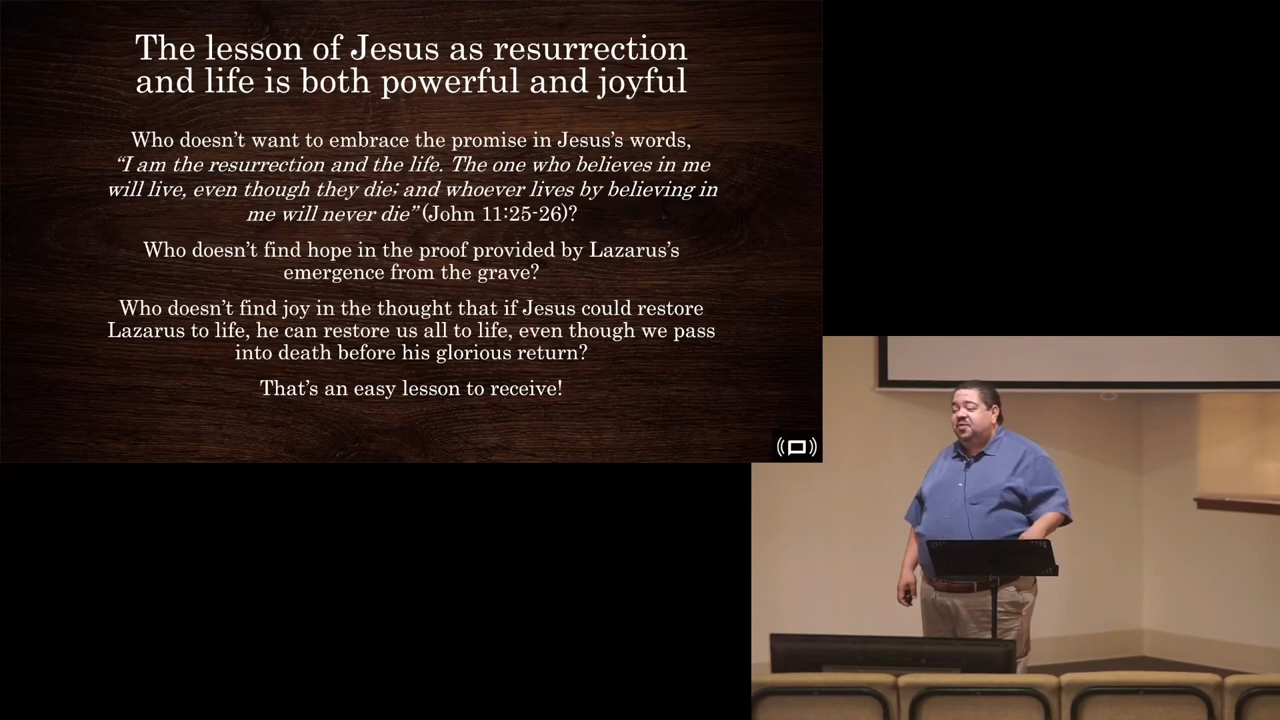 The lesson of Jesus as resurrection
and life is both powerful and joyful
Who doesn’t want to embrace the promise in Jesus’s words,
“I am the resurrection and the life. The one who believes in me
will live, even though they die; and whoever lives by believing in
me will never die” (John 11:25-26)?
Who doesn’t find hope in the proof provided by Lazarus’s
emergence from the grave?
Who doesn’t find joy in the thought that if Jesus could restore
Lazarus to life, he can restore us all to life, even though we pass
into death before his glorious return?
That’s an easy lesson to receive!